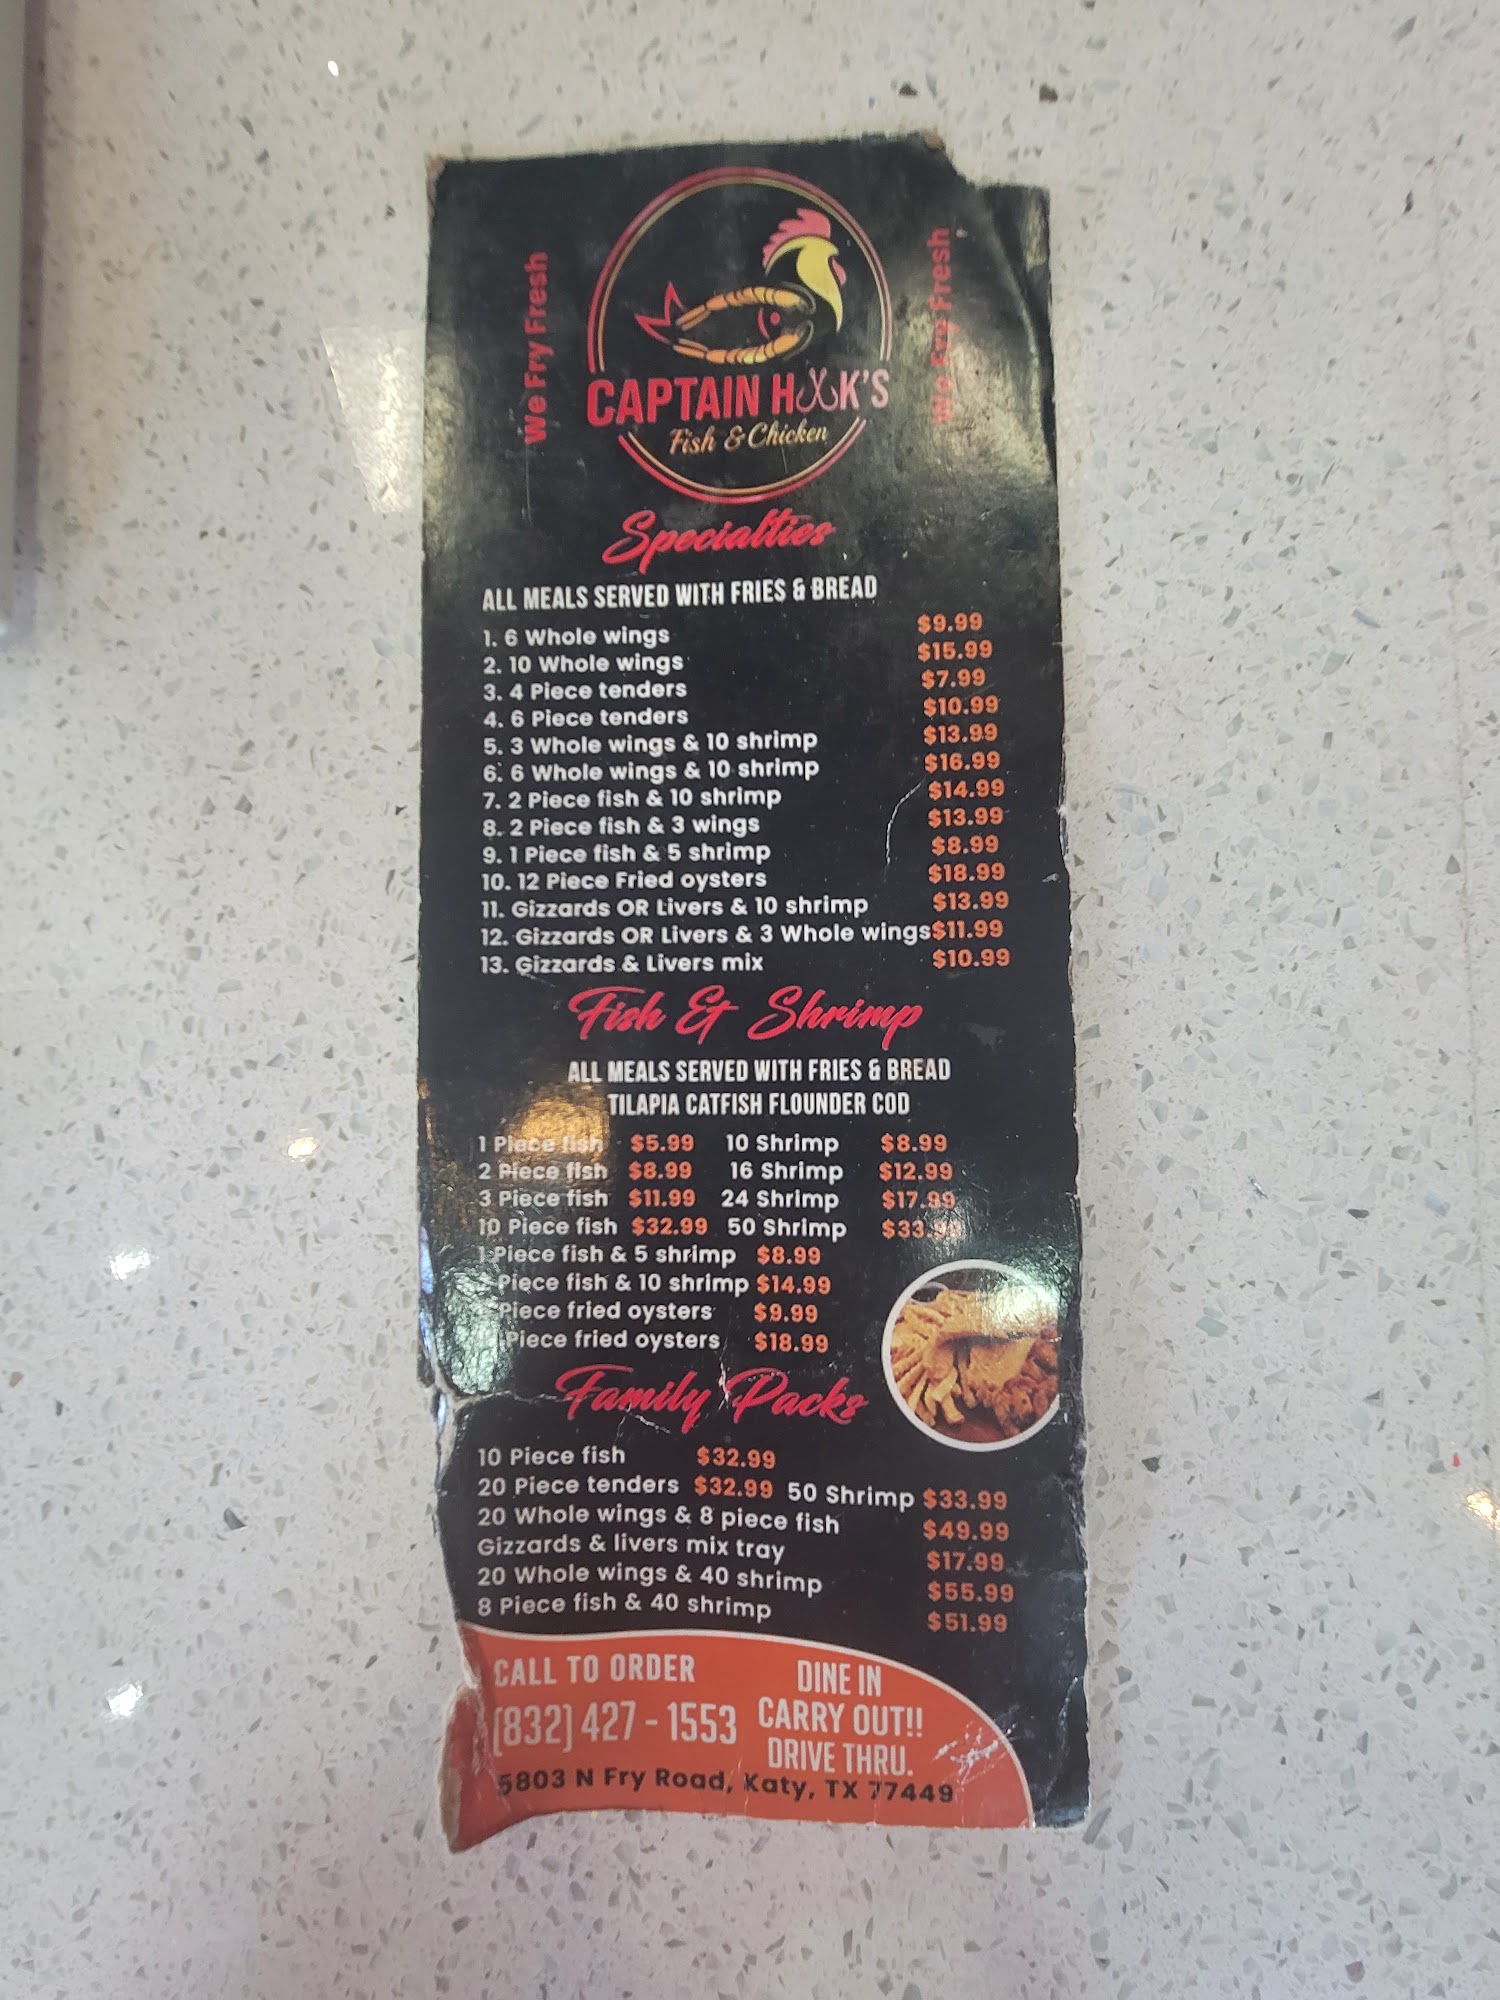 We Fry Fresh
We Fry Fresh
CAPTAIN HOOK'S
Fish & Chicken
Specialties
ALL MEALS SERVED WITH FRIES & BREAD
1. 6 Whole wings $9.99
2. 10 Whole wings $15.99
3. 4 Piece tenders $7.99
4. 6 Piece tenders $10.99
5. 3 Whole wings & 10 shrimp $13.99
6. 6 Whole wings & 10 shrimp $16.99
7. 2 Piece fish & 10 shrimp $14.99
8. 2 Piece fish & 3 wings $13.99
9. 1 Piece fish & 5 shrimp $8.99
10. 12 Piece Fried oysters $18.99
11. Gizzards OR Livers & 10 shrimp $13.99
12. Gizzards OR Livers & 3 Whole wings $11.99
13. Gizzards & Livers mix $10.99
Fish & Shrimp
ALL MEALS SERVED WITH FRIES & BREAD
TILAPIA CATFISH FLOUNDER COD
1 Piece fish $5.99 10 Shrimp $8.99
2 Piece fish $8.99 16 Shrimp $12.99
3 Piece fish $11.99 24 Shrimp $17.99
10 Piece fish $32.99 50 Shrimp $33.99
1 Piece fish & 5 shrimp $8.99
Piece fish & 10 shrimp $14.99
Piece fried oysters $9.99
Piece fried oysters $18.99
Family Packs
10 Piece fish $32.99
20 Piece tenders $32.99 50 Shrimp $33.99
20 Whole wings & 8 piece fish $49.99
Gizzards & livers mix tray $17.99
20 Whole wings & 40 shrimp $55.99
8 Piece fish & 40 shrimp $51.99
CALL TO ORDER
(832) 427 - 1553
DINE IN
CARRY OUT!!
DRIVE THRU.
5803 N Fry Road, Katy, TX 77449